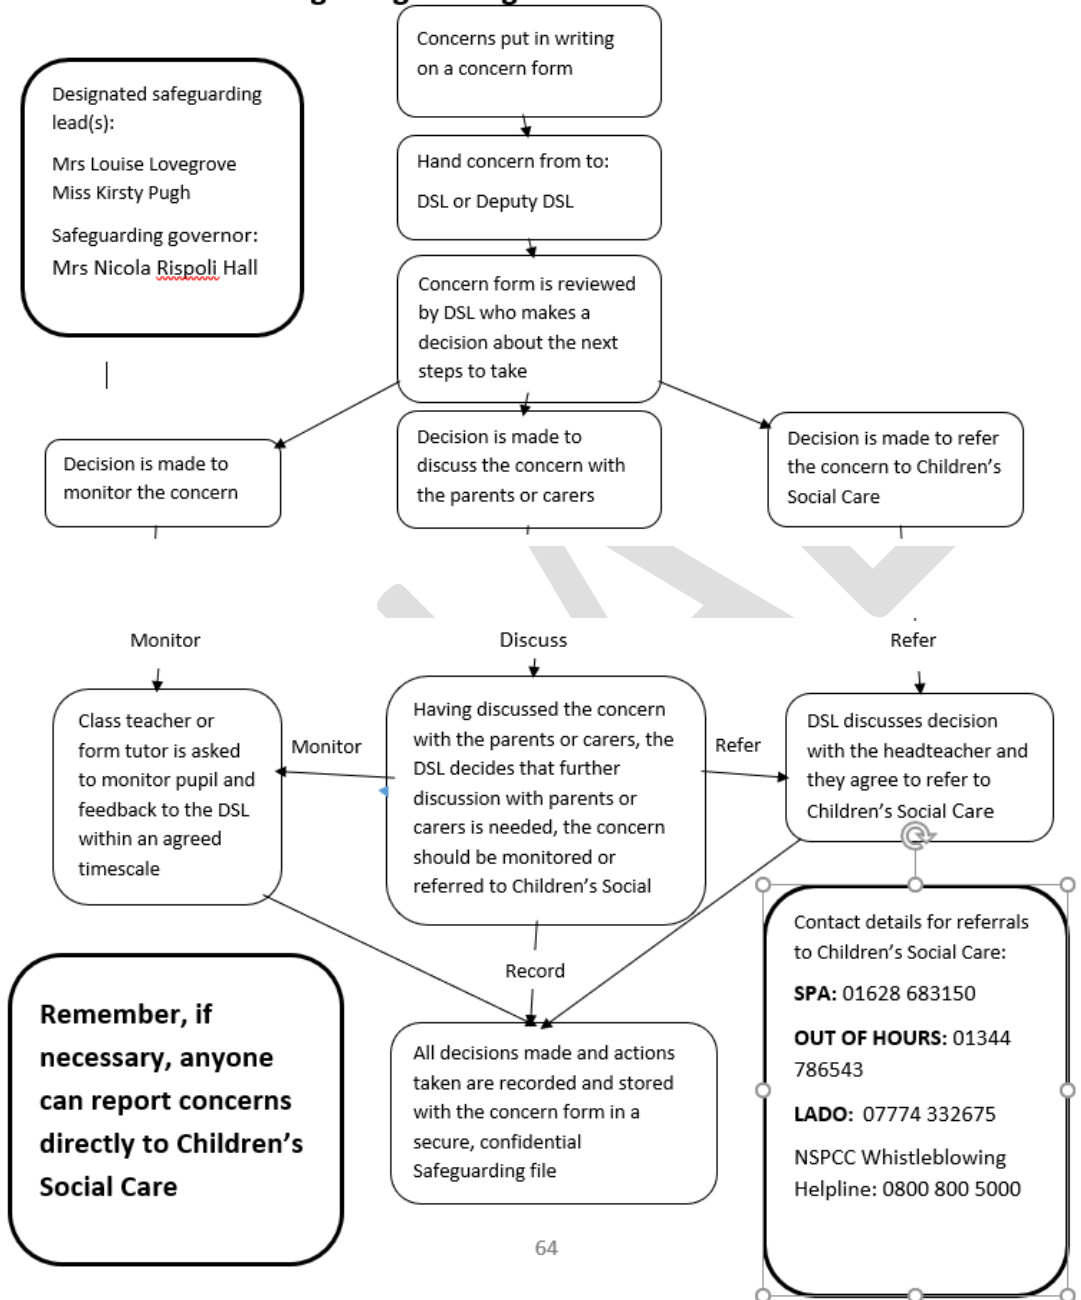 Concerns put in writing
on a concern form
Designated safeguarding
lead(s):
Mrs Louise Lovegrove
Miss Kirsty Pugh
Safeguarding governor:
Mrs Nicola Rispoli Hall
Hand concern from to:
DSL or Deputy DSL
Concern form is reviewed
by DSL who makes a
decision about the next
steps to take
Decision is made to
monitor the concern
Decision is made to
discuss the concern with
the parents or carers
Decision is made to refer
the concern to Children’s
Social Care
Monitor
Discuss
Refer
Class teacher or
form tutor is asked
to monitor pupil and
feedback to the DSL
within an agreed
timescale
Monitor
Having discussed the concern
with the parents or carers, the
DSL decides that further
discussion with parents or
carers is needed, the concern
should be monitored or
referred to Children’s Social
Refer
DSL discusses decision
with the headteacher and
they agree to refer to
Children’s Social Care
Record
Remember, if
necessary, anyone
can report concerns
directly to Children’s
Social Care
All decisions made and actions
taken are recorded and stored
with the concern form in a
secure, confidential
Safeguarding file
Contact details for referrals
to Children’s Social Care:
SPA: 01628 683150
OUT OF HOURS: 01344
786543
LADO: 07774 332675
NSPCC Whistleblowing
Helpline: 0800 800 5000
64